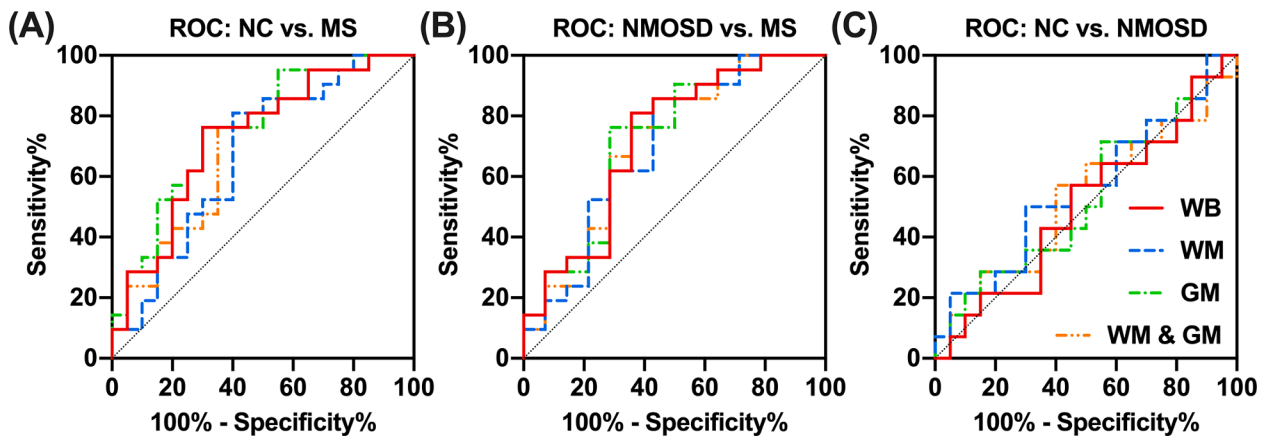 (A)
ROC: NC vs. MS
Sensitivity%
100
80
60
40
20
0
0 20 40 60 80 100
100% - Specificity%
(B)
ROC: NMOSD vs. MS
Sensitivity%
100
80
60
40
20
0
0 20 40 60 80 100
100% - Specificity%
(C)
ROC: NC vs. NMOSD
Sensitivity%
100
80
60
40
20
0
0 20 40 60 80 100
100% - Specificity%
WB
WM
GM
WM & GM